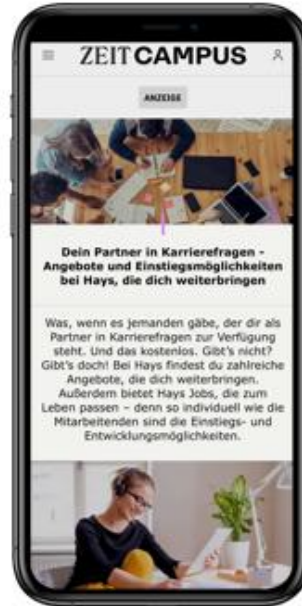 ZEIT CAMPUS
ANZEIGE
Dein Partner in Karrierefragen -
Angebote und Einstiegsmöglichkeiten
bei Hays, die dich weiterbringen
Was, wenn es jemanden gäbe, der dir als
Partner in Karrierefragen zur Verfügung
steht. Und das kostenlos. Gibt's nicht?
Gibt's doch! Bei Hays findest du zahlreiche
Angebote, die dich weiterbringen.
Außerdem bietet Hays Jobs, die zum
Leben passen – denn so individuell wie die
Mitarbeitenden sind die Einstiegs- und
Entwicklungsmöglichkeiten.